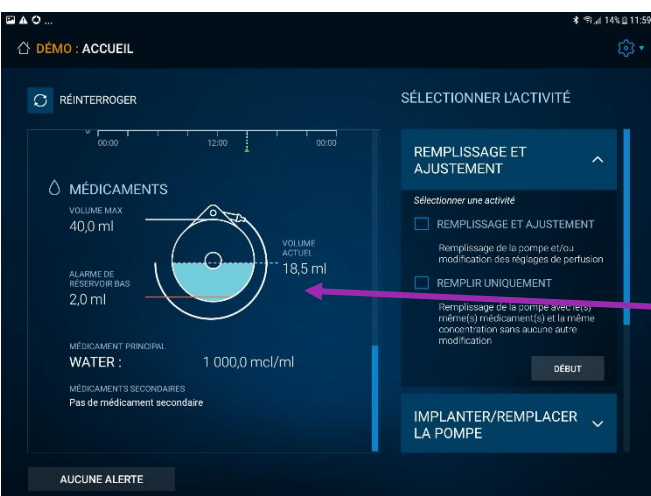 ... 14% 11:59
DÉMO : ACCUEIL
RÉINTERROGER
0
00:00 12:00 00:00
MÉDICAMENTS
VOLUME MAX
40,0 ml
VOLUME
ACTUEL
18,5 ml
ALARME DE
RÉSERVOIR BAS
2,0 ml
MÉDICAMENT PRINCIPAL
WATER : 1 000,0 mcl/ml
MÉDICAMENTS SECONDAIRES
Pas de médicament secondaire
AUCUNE ALERTE
SÉLECTIONNER L'ACTIVITÉ
REMPLISSAGE ET
AJUSTEMENT
Sélectionner une activité
REMPLISSAGE ET AJUSTEMENT
Remplissage de la pompe et/ou
modification des réglages de perfusion
REMPLIR UNIQUEMENT
Remplissage de la pompe avec le(s)
même(s) médicament(s) et la même
concentration sans aucune autre
modification
DÉBUT
IMPLANTER/REMPLACER
LA POMPE